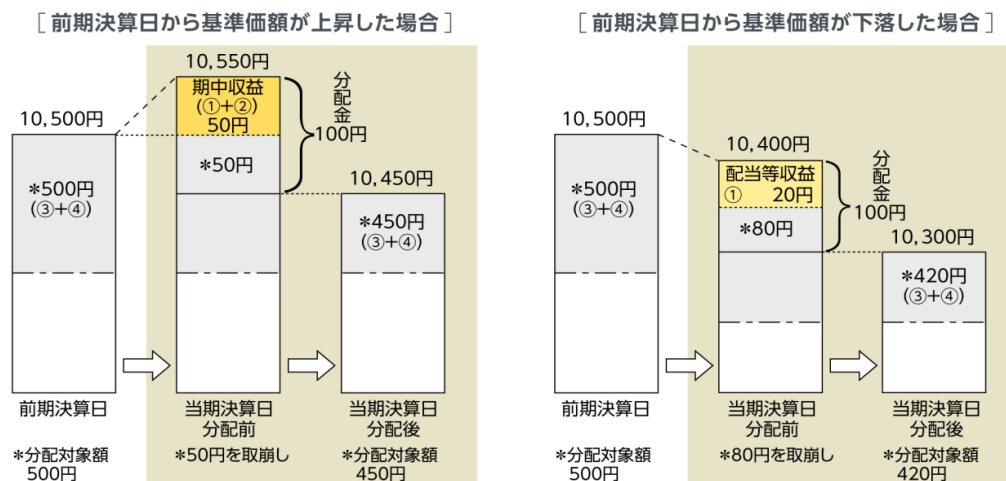 [前期決算日から基準価額が上昇した場合]
10,550円
期中収益
(①+②)
50円
分配金
100円
10,500円
*50円
10,450円
*500円
(③+④)
*450円
(③+④)
前期決算日
当期決算日
分配前
当期決算日
分配後
*分配対象額
500円
*50円を取崩し
*分配対象額
450円
[前期決算日から基準価額が下落した場合]
10,500円
10,400円
配当等収益
① 20円
分配金
100円
*500円
(③+④)
*80円
10,300円
*420円
(③+④)
前期決算日
当期決算日
分配前
当期決算日
分配後
*分配対象額
500円
*80円を取崩し
*分配対象額
420円